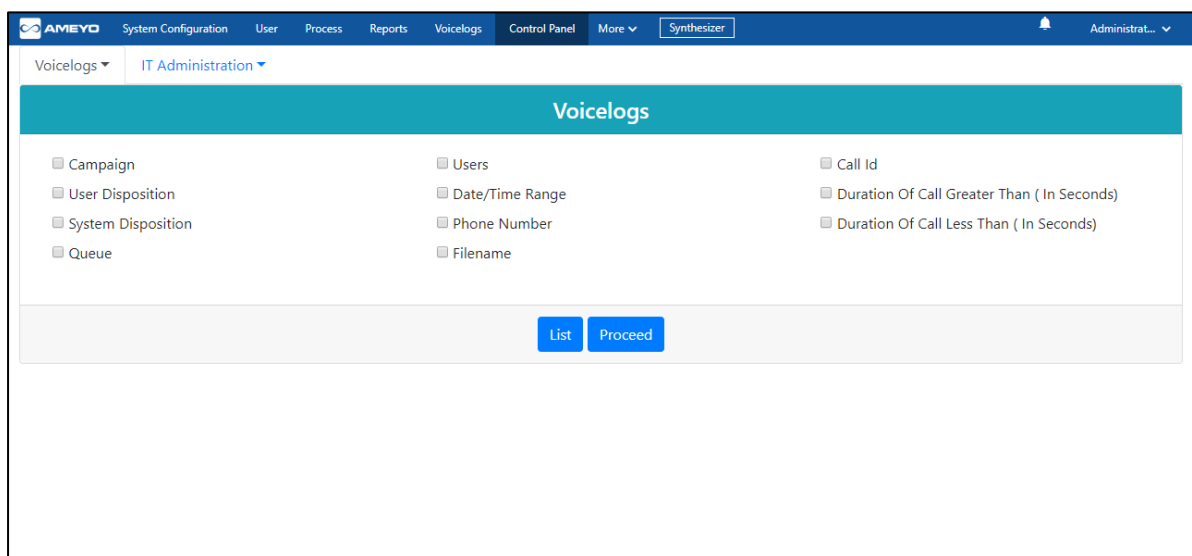 AMEYO System Configuration User Process Reports Voicelogs Control Panel More Synthesizer Administrat...
Voicelogs IT Administration
Voicelogs
Campaign Users Call Id
User Disposition Date/Time Range Duration Of Call Greater Than ( In Seconds)
System Disposition Phone Number Duration Of Call Less Than ( In Seconds)
Queue Filename
List Proceed